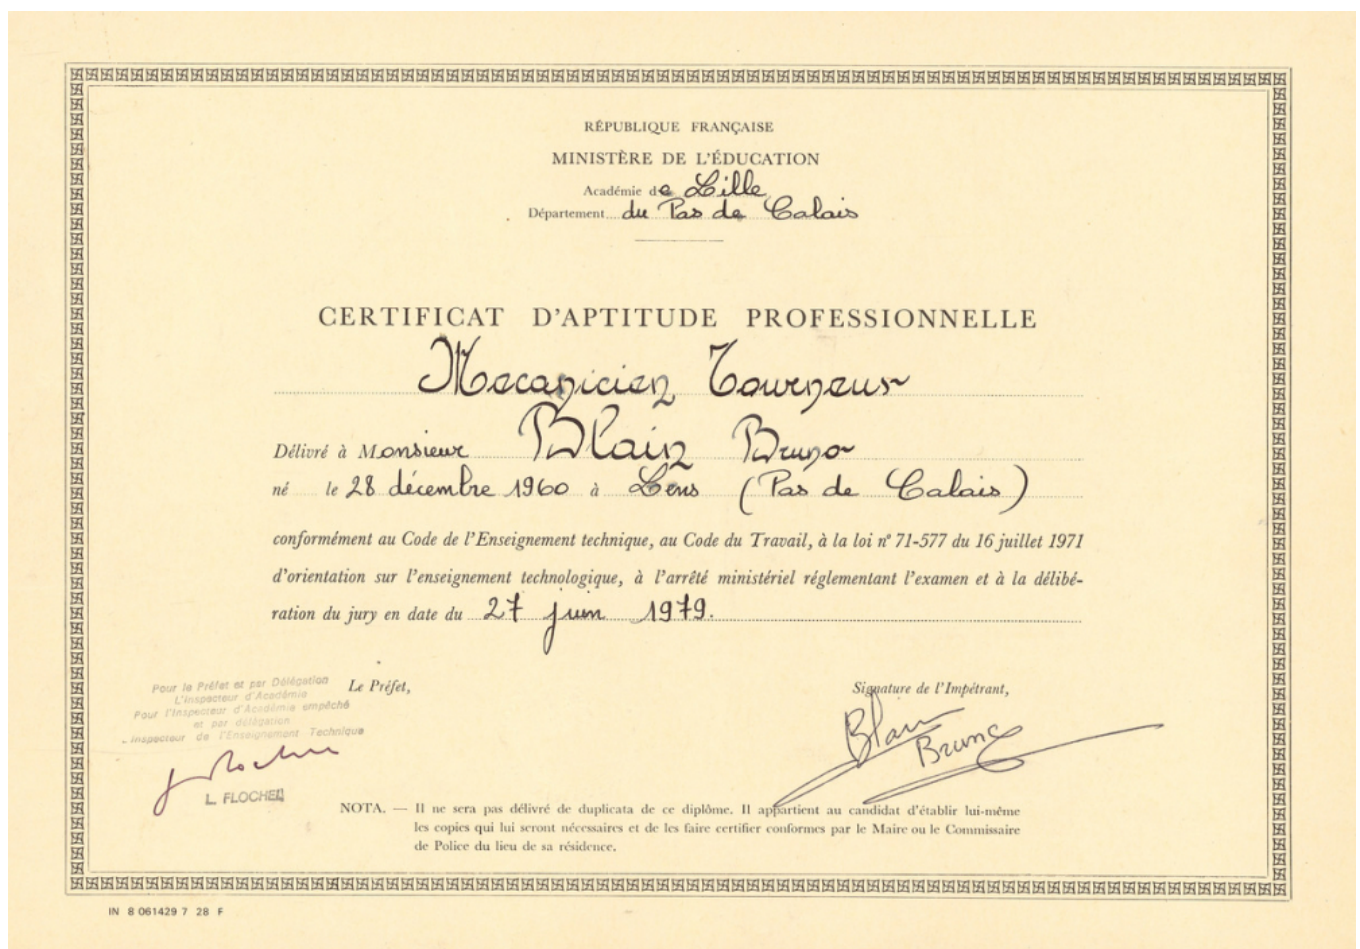 RÉPUBLIQUE FRANÇAISE
MINISTÈRE DE L'ÉDUCATION
Académie de Lille
Département du Pas de Calais
CERTIFICAT D'APTITUDE PROFESSIONNELLE
Mecanicien Tourneur
Délivré à Monsieur Blain Bruno
né le 28 décembre 1960 à Lens (Pas de Calais)
conformément au Code de l'Enseignement technique, au Code du Travail, à la loi n° 71-577 du 16 juillet 1971
d'orientation sur l'enseignement technologique, à l'arrêté ministériel réglementant l'examen et à la délibé-
ration du jury en date du 27 juin 1979.
Pour le Préfet et par Délégation
L'Inspecteur d'Académie
Pour l'Inspecteur d'Académie empêché
et par délégation
Inspecteur de l'Enseignement Technique
L. FLOCHEL
Le Préfet,
Signature de l'Impétrant,
Blain
Bruno
NOTA. — Il ne sera pas délivré de duplicata de ce diplôme. Il appartient au candidat d'établir lui-même
les copies qui lui seront nécessaires et de les faire certifier conformes par le Maire ou le Commissaire
de Police du lieu de sa résidence.
IN 8 061429 7 28 F